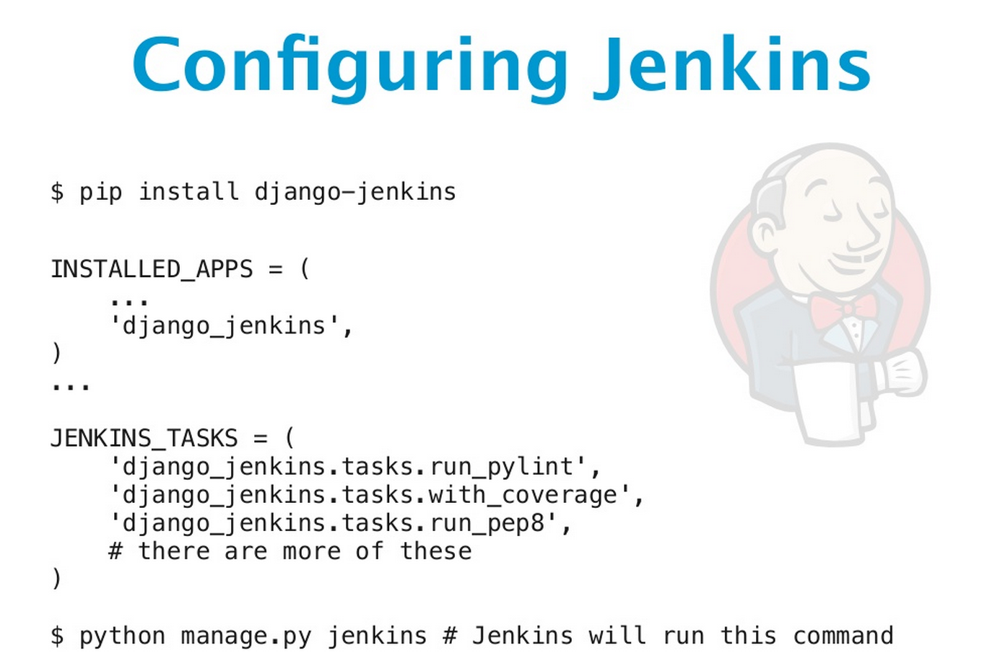 Configuring Jenkins
$ pip install django-jenkins
INSTALLED_APPS = (
    ...
    'django_jenkins',
)
...
JENKINS_TASKS = (
    'django_jenkins.tasks.run_pylint',
    'django_jenkins.tasks.with_coverage',
    'django_jenkins.tasks.run_pep8',
    # there are more of these
)
$ python manage.py jenkins # Jenkins will run this command